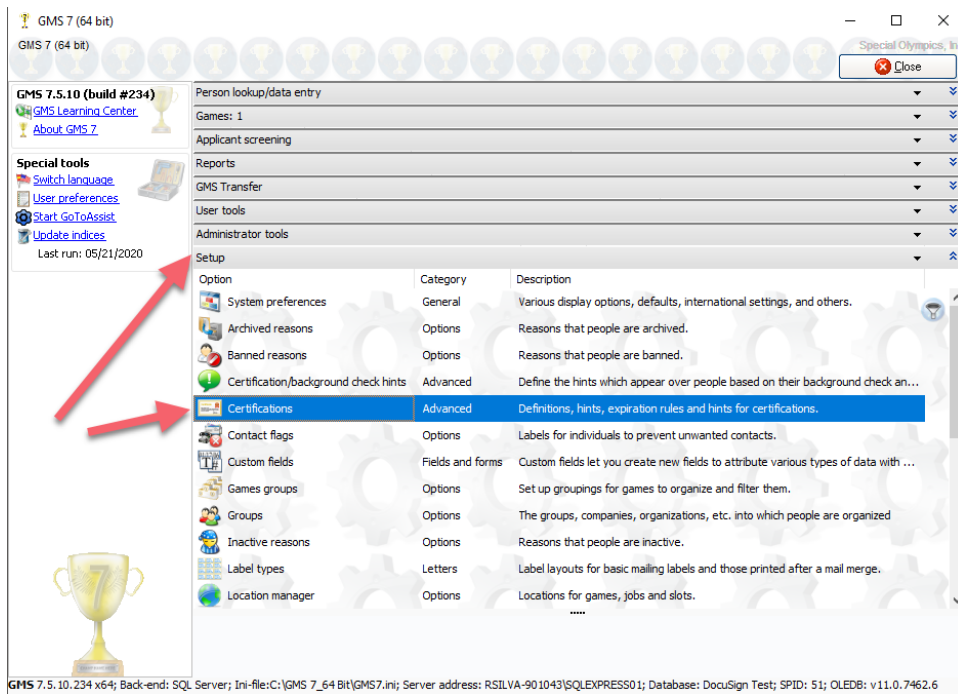 GMS 7 (64 bit)
GMS 7 (64 bit)
Special Olympics, In
Close
GMS 7.5.10 (build #234)
GMS Learning Center
About GMS 7
Special tools
Switch language
User preferences
Start GoToAssist
Update indices
Last run: 05/21/2020
Person lookup/data entry
Games: 1
Applicant screening
Reports
GMS Transfer
User tools
Administrator tools
Setup
Option Category Description
System preferences General Various display options, defaults, international settings, and others.
Archived reasons Options Reasons that people are archived.
Banned reasons Options Reasons that people are banned.
Certification/background check hints Advanced Define the hints which appear over people based on their background check an...
Certifications Advanced Definitions, hints, expiration rules and hints for certifications.
Contact flags Options Labels for individuals to prevent unwanted contacts.
Custom fields Fields and forms Custom fields let you create new fields to attribute various types of data with ...
Games groups Options Set up groupings for games to organize and filter them.
Groups Options The groups, companies, organizations, etc. into which people are organized
Inactive reasons Options Reasons that people are inactive.
Label types Letters Label layouts for basic mailing labels and those printed after a mail merge.
Location manager Options Locations for games, jobs and slots.
7
GMS 7.5.10.234 x64; Back-end: SQL Server; Ini-file:C:\GMS 7_64 Bit\GMS7.ini; Server address: RSILVA-901043\SQLEXPRESS01; Database: DocuSign Test; SPID: 51; OLEDB: v11.0.7462.6